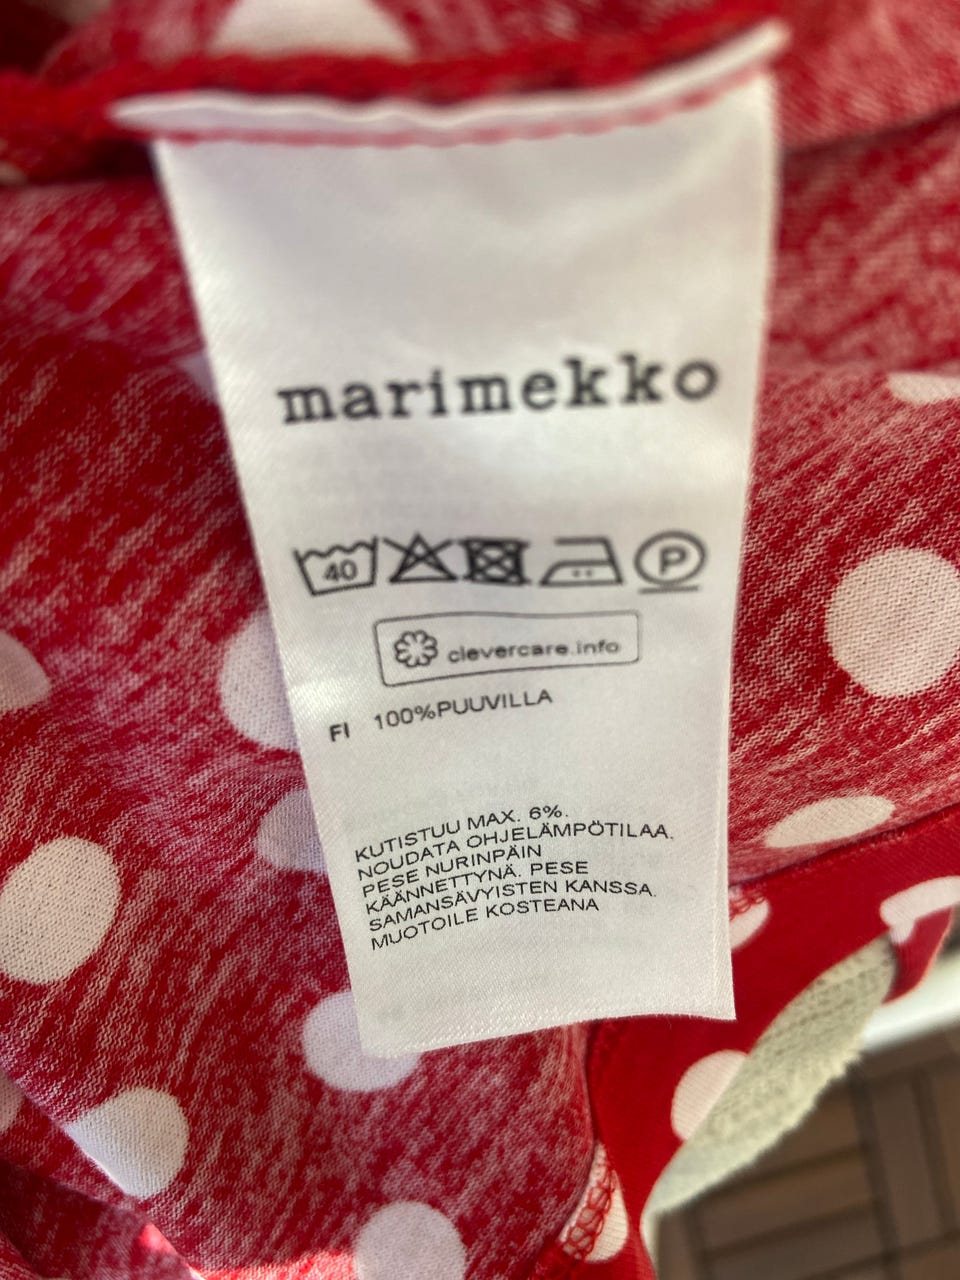 marimekko
40 P
clevercare.info
FI 100%PUUVILLA
KUTISTUU MAX. 6%.
NOUDATA OHJELÄMPÖTILAA.
PESE NURINPÄIN
KÄÄNNETTYNÄ. PESE
SAMANSÄVYISTEN KANSSA.
MUOTOILE KOSTEANA